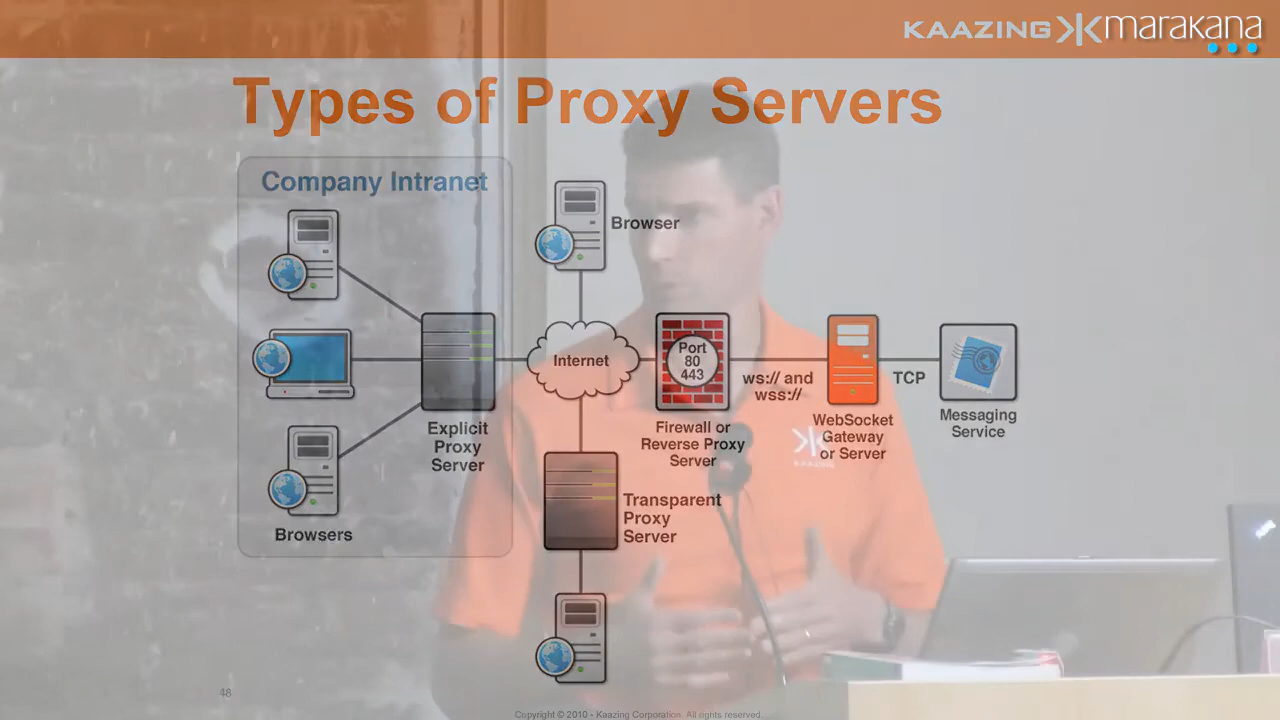 KAAZING marakana
Types of Proxy Servers
Company Intranet
Browser
Internet
Port
80
443
ws:// and
wss://
TCP
Explicit
Proxy
Server
Firewall or
Reverse Proxy
Server
WebSocket
Gateway
or Server
Messaging
Service
KAAZING
Transparent
Proxy
Server
Browsers
48
Copyright © 2010 - Kaazing Corporation. All rights reserved.